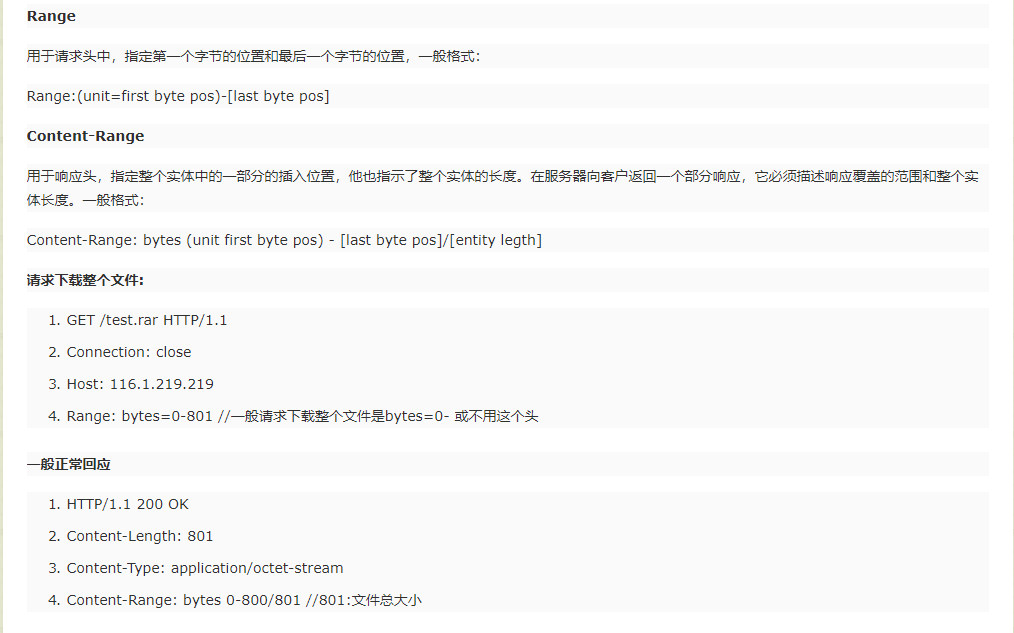 Range
用于请求头中，指定第一个字节的位置和最后一个字节的位置，一般格式：
Range:(unit=first byte pos)-[last byte pos]
Content-Range
用于响应头，指定整个实体中的一部分的插入位置，他也指示了整个实体的长度。在服务器向客户返回一个部分响应，它必须描述响应覆盖的范围和整个实
体长度。一般格式：
Content-Range: bytes (unit first byte pos) - [last byte pos]/[entity legth]
请求下载整个文件:
1. GET /test.rar HTTP/1.1
2. Connection: close
3. Host: 116.1.219.219
4. Range: bytes=0-801 //一般请求下载整个文件是bytes=0- 或不用这个头
一般正常回应
1. HTTP/1.1 200 OK
2. Content-Length: 801
3. Content-Type: application/octet-stream
4. Content-Range: bytes 0-800/801 //801:文件总大小